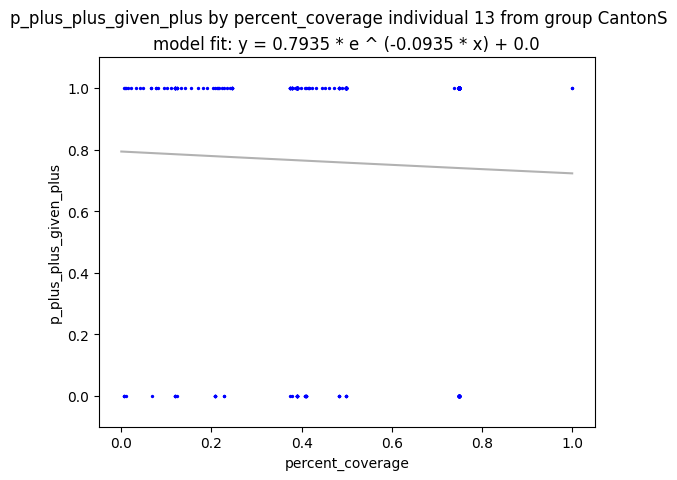 p_plus_plus_given_plus by percent_coverage individual 13 from group CantonS
model fit: y = 0.7935 * e ^ (-0.0935 * x) + 0.0
1.0
0.8
0.6
0.4
0.2
0.0
p_plus_plus_given_plus
0.0 0.2 0.4 0.6 0.8 1.0
percent_coverage